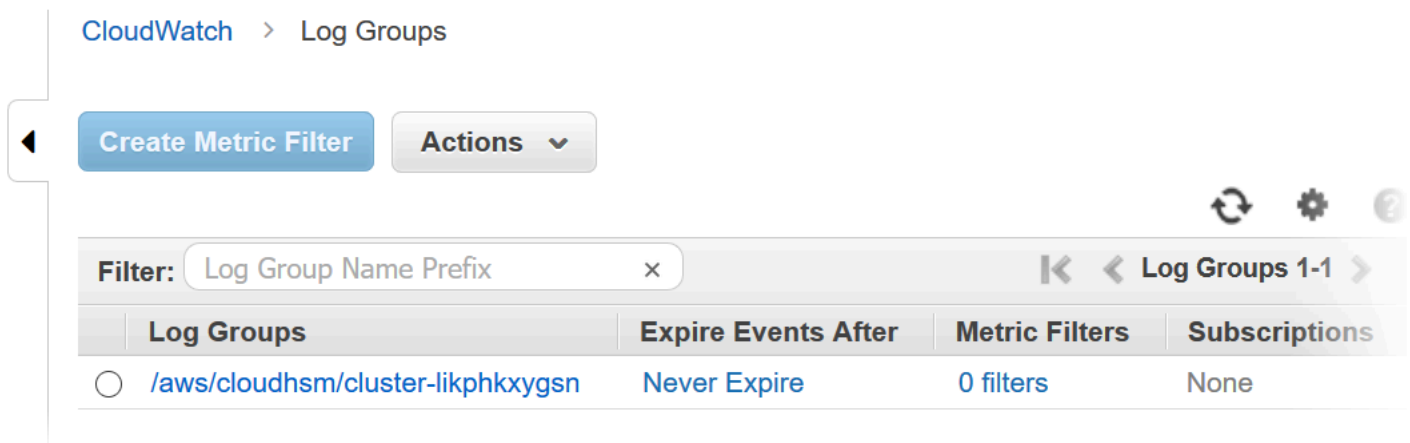 CloudWatch > Log Groups
Create Metric Filter Actions
Filter: Log Group Name Prefix × Log Groups 1-1
Log Groups Expire Events After Metric Filters Subscriptions
/aws/cloudhsm/cluster-likphkxygsn Never Expire 0 filters None